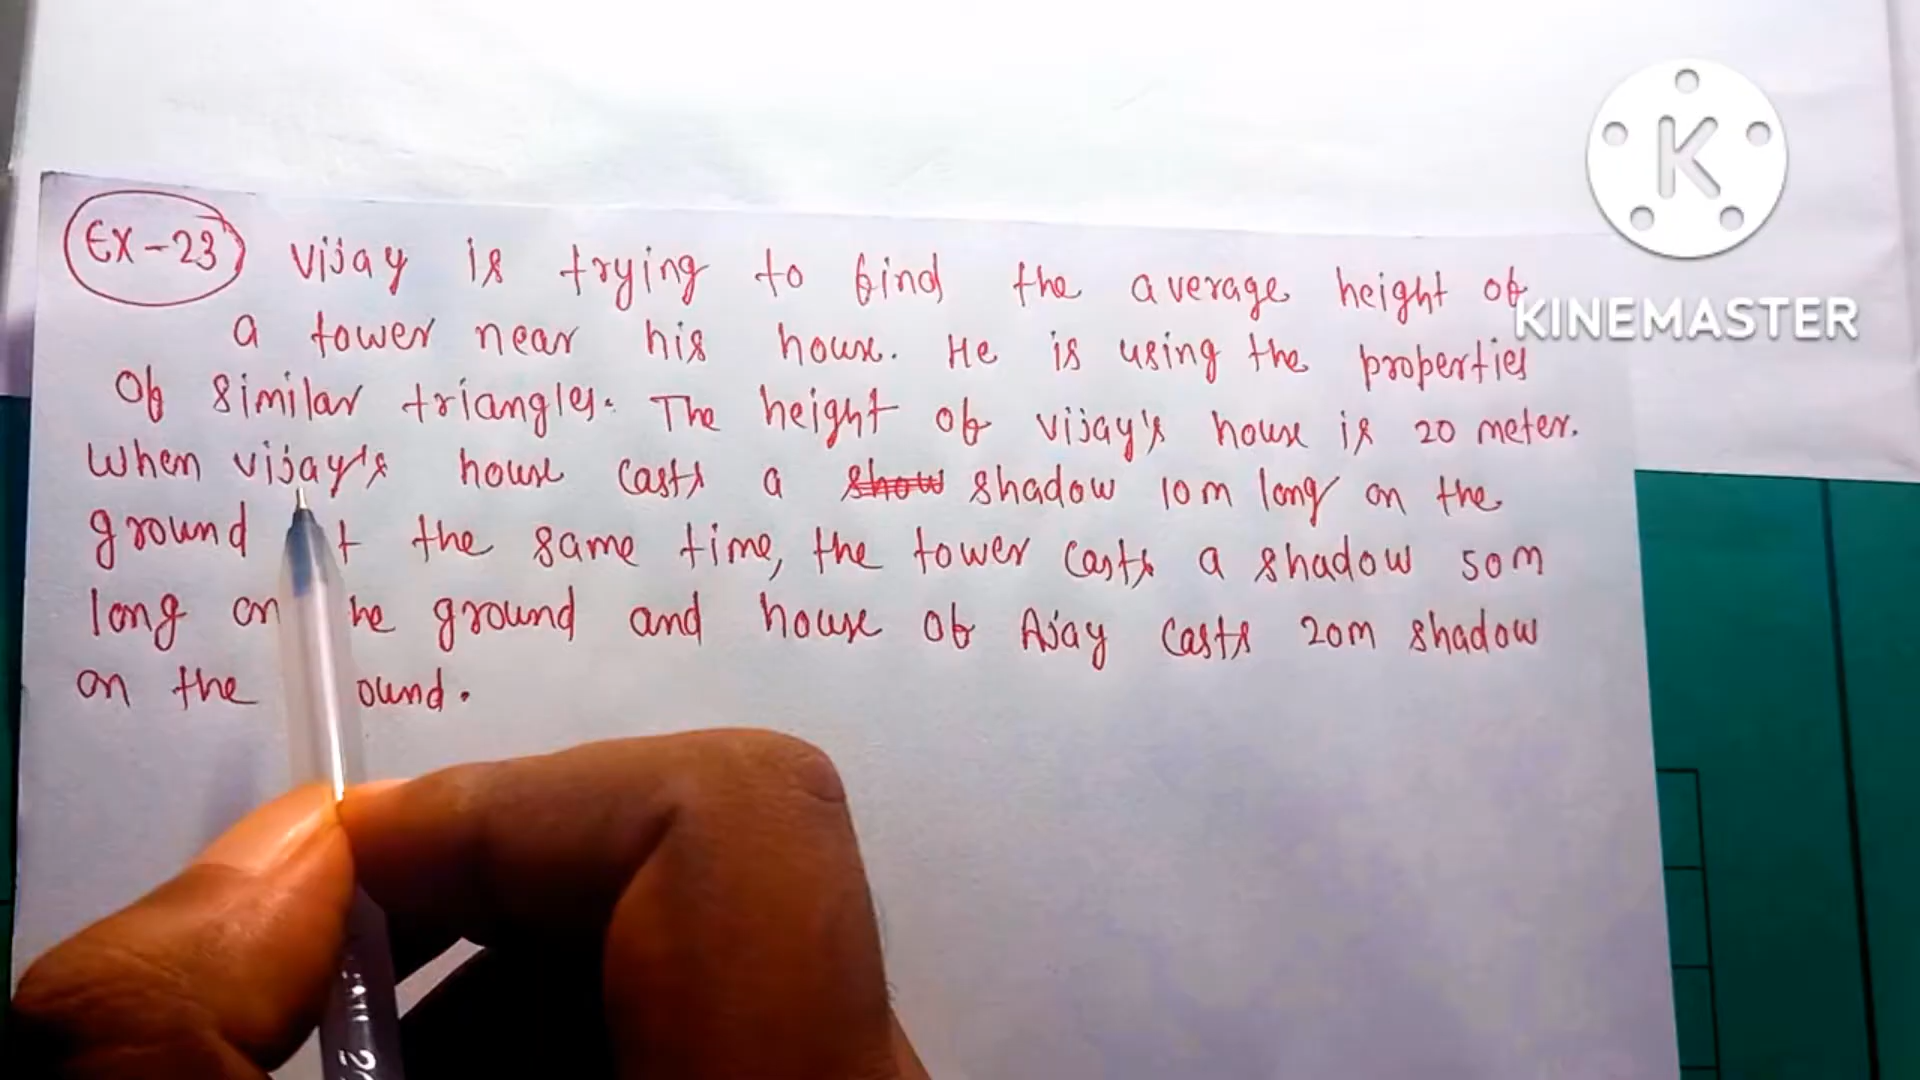 Ex-23 Vijay is trying to find the average height of
a tower near his house. He is using the properties
of similar triangles. The height of vijay's house is 20 meter.
When vijay's house casts a show shadow 10m long on the
ground the same time, the tower casts a shadow 50m
long on ground and house of Ajay casts 20m shadow
on the
K
KINEMASTER